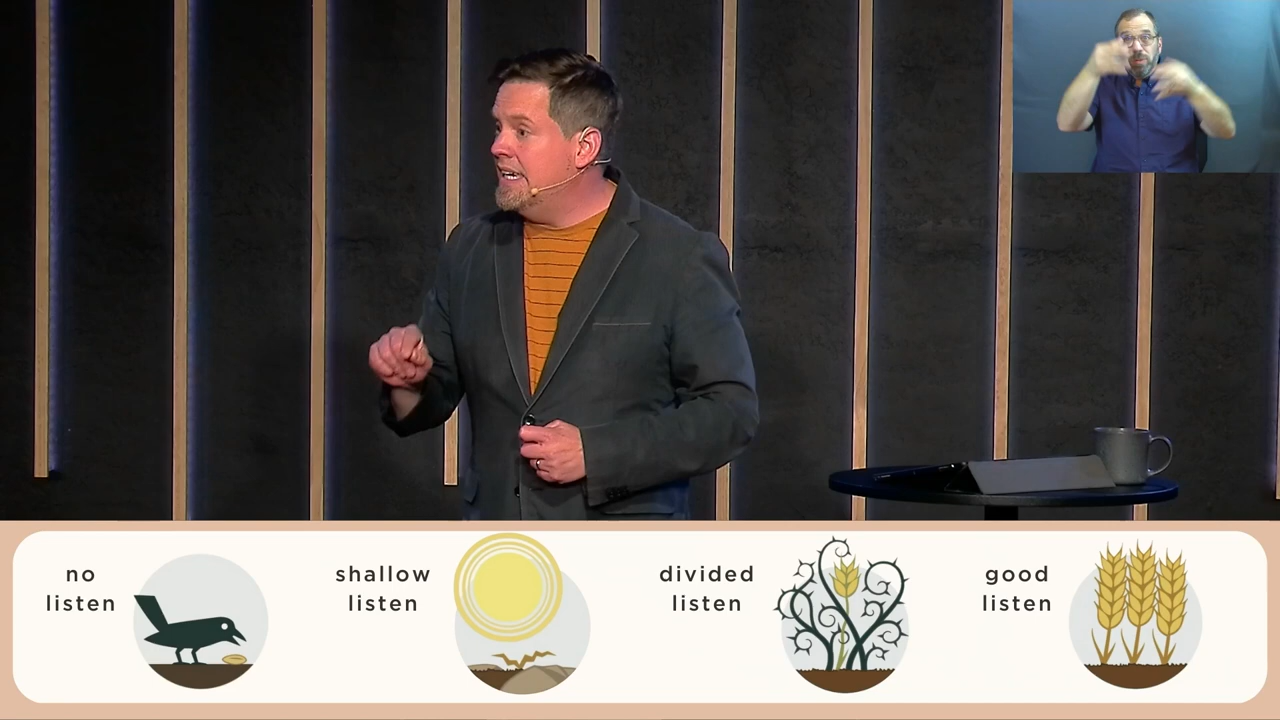 no
listen
shallow
listen
divided
listen
good
listen